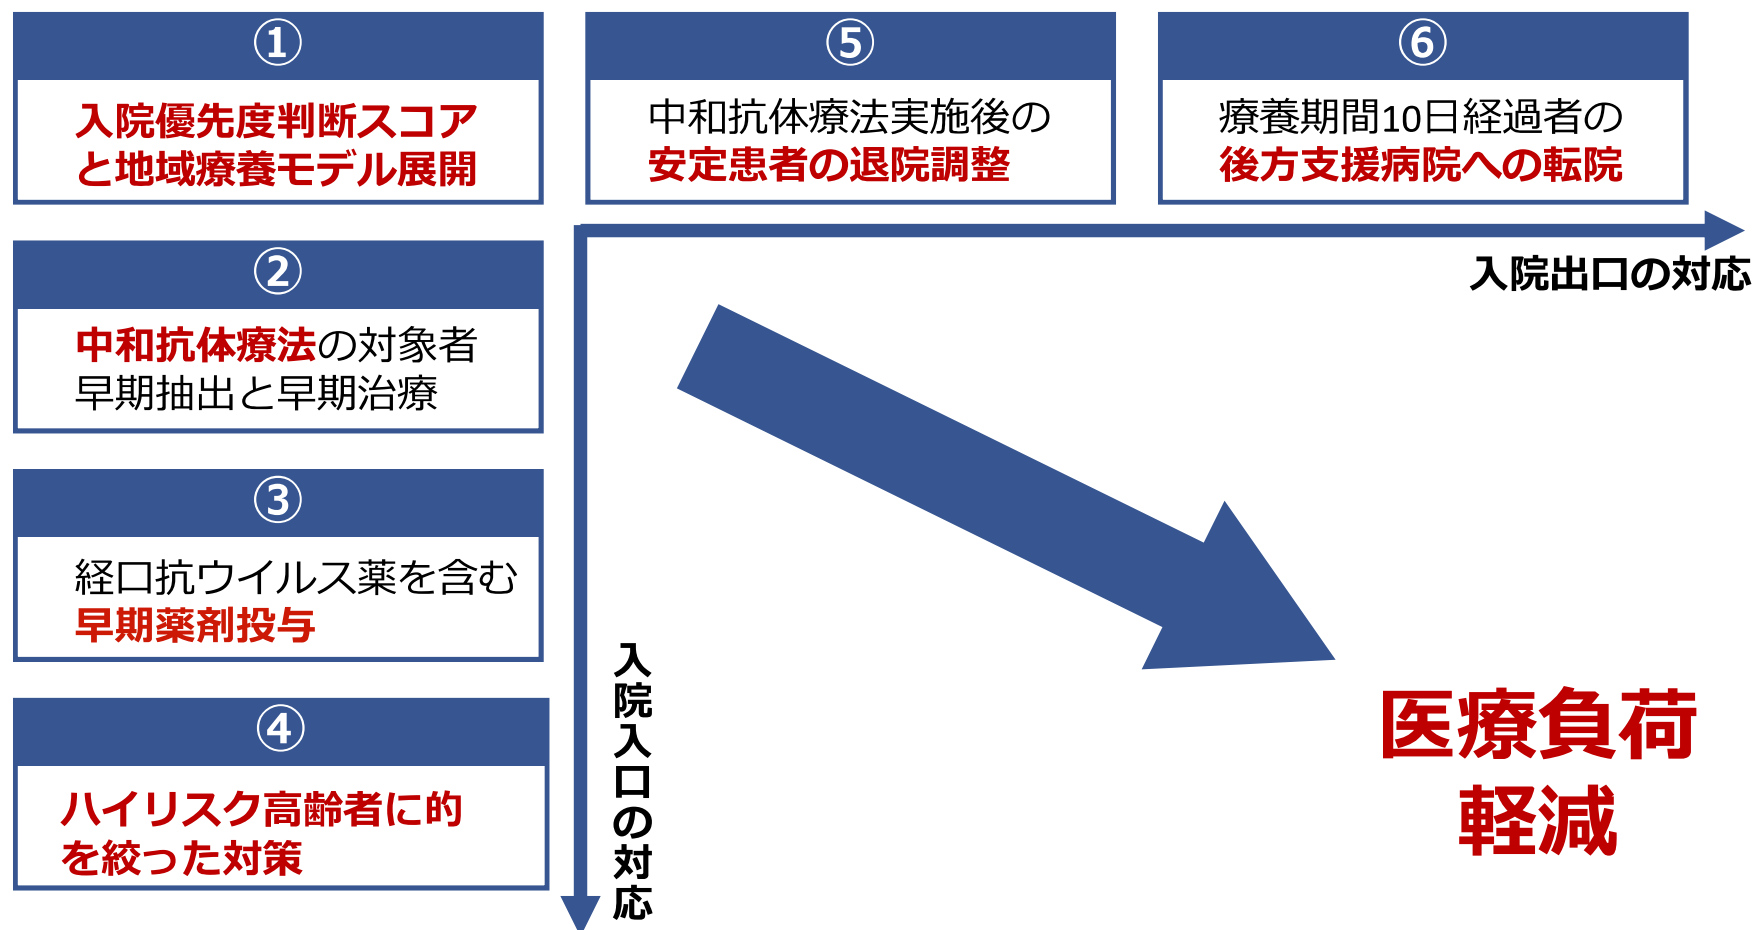 ①
入院優先度判断スコア
と地域療養モデル展開
⑤
中和抗体療法実施後の
安定患者の退院調整
⑥
療養期間10日経過者の
後方支援病院への転院
入院出口の対応
②
中和抗体療法の対象者
早期抽出と早期治療
③
経口抗ウイルス薬を含む
早期薬剤投与
④
ハイリスク高齢者に的
を絞った対策
入院入口の対応
医療負荷
軽減